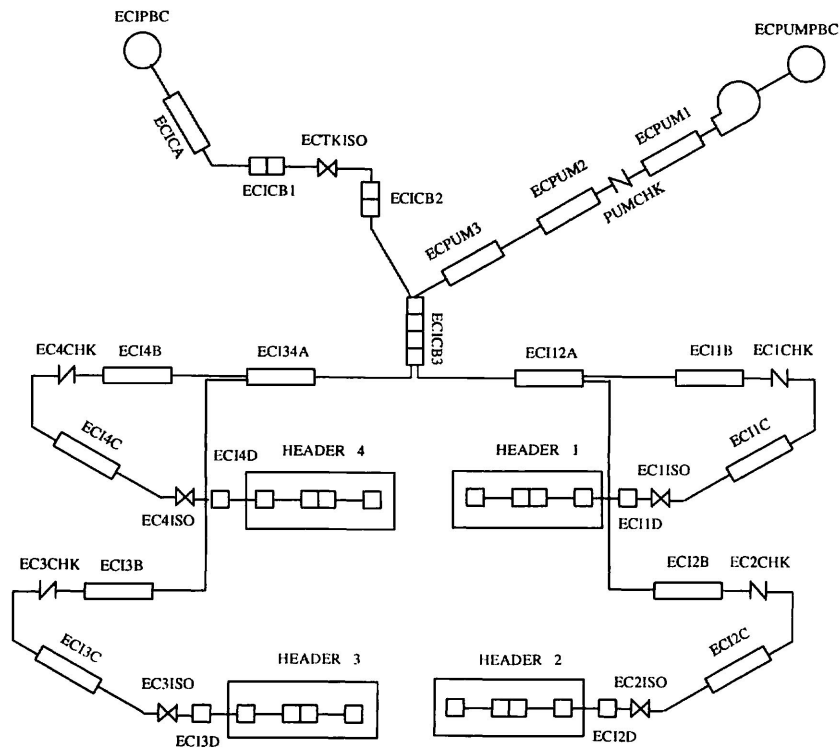 ECIPBC
ECPUMPBC
ECICA
ECTKISO
ECPUM1
ECICB1
ECPUM2
ECICB2
PUMCHK
ECPUM3
ECICB3
EC4CHK
ECI4B
ECI34A
ECI12A
ECI1B
EC1CHK
ECI4C
ECI4D
HEADER 4
HEADER 1
EC1ISO
ECI1C
EC4ISO
ECI1D
EC3CHK
ECI3B
ECI2B
EC2CHK
ECI3C
EC3ISO
HEADER 3
HEADER 2
EC2ISO
ECI2C
ECI3D
ECI2D